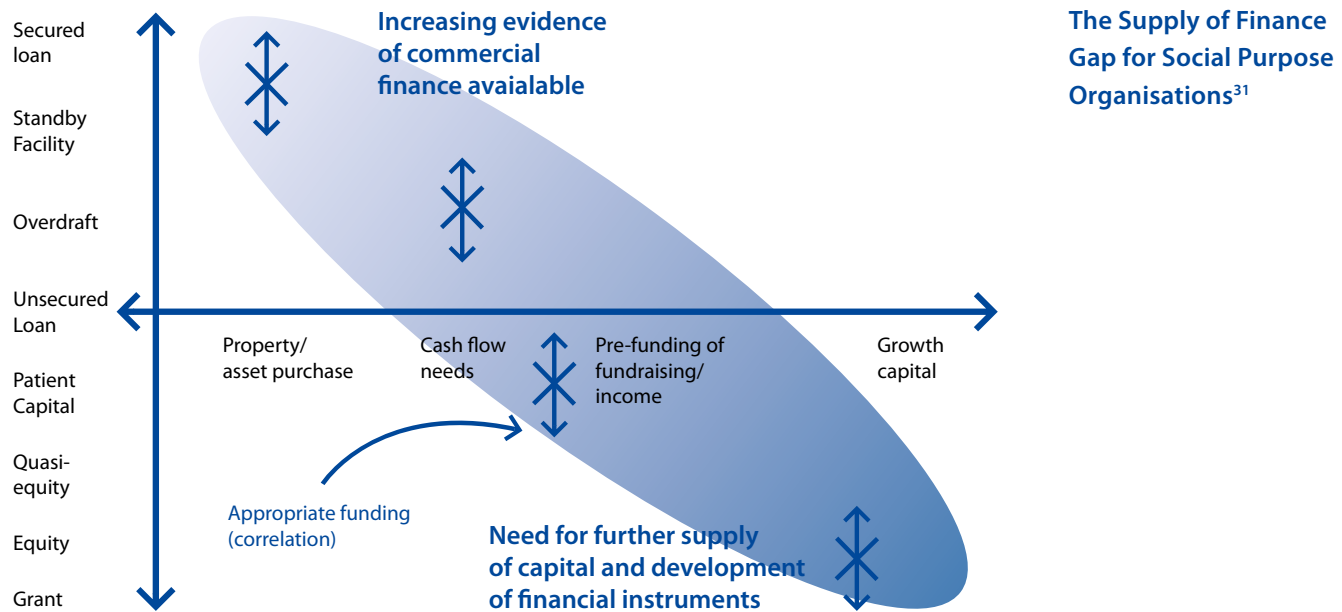 Secured
loan
Standby
Facility
Overdraft
Unsecured
Loan
Patient
Capital
Quasi-
equity
Equity
Grant
Increasing evidence
of commercial
finance avaialable
Property/
asset purchase
Cash flow
needs
Pre-funding of
fundraising/
income
Growth
capital
Appropriate funding
(correlation)
Need for further supply
of capital and development
of financial instruments
The Supply of Finance
Gap for Social Purpose
Organisations³¹